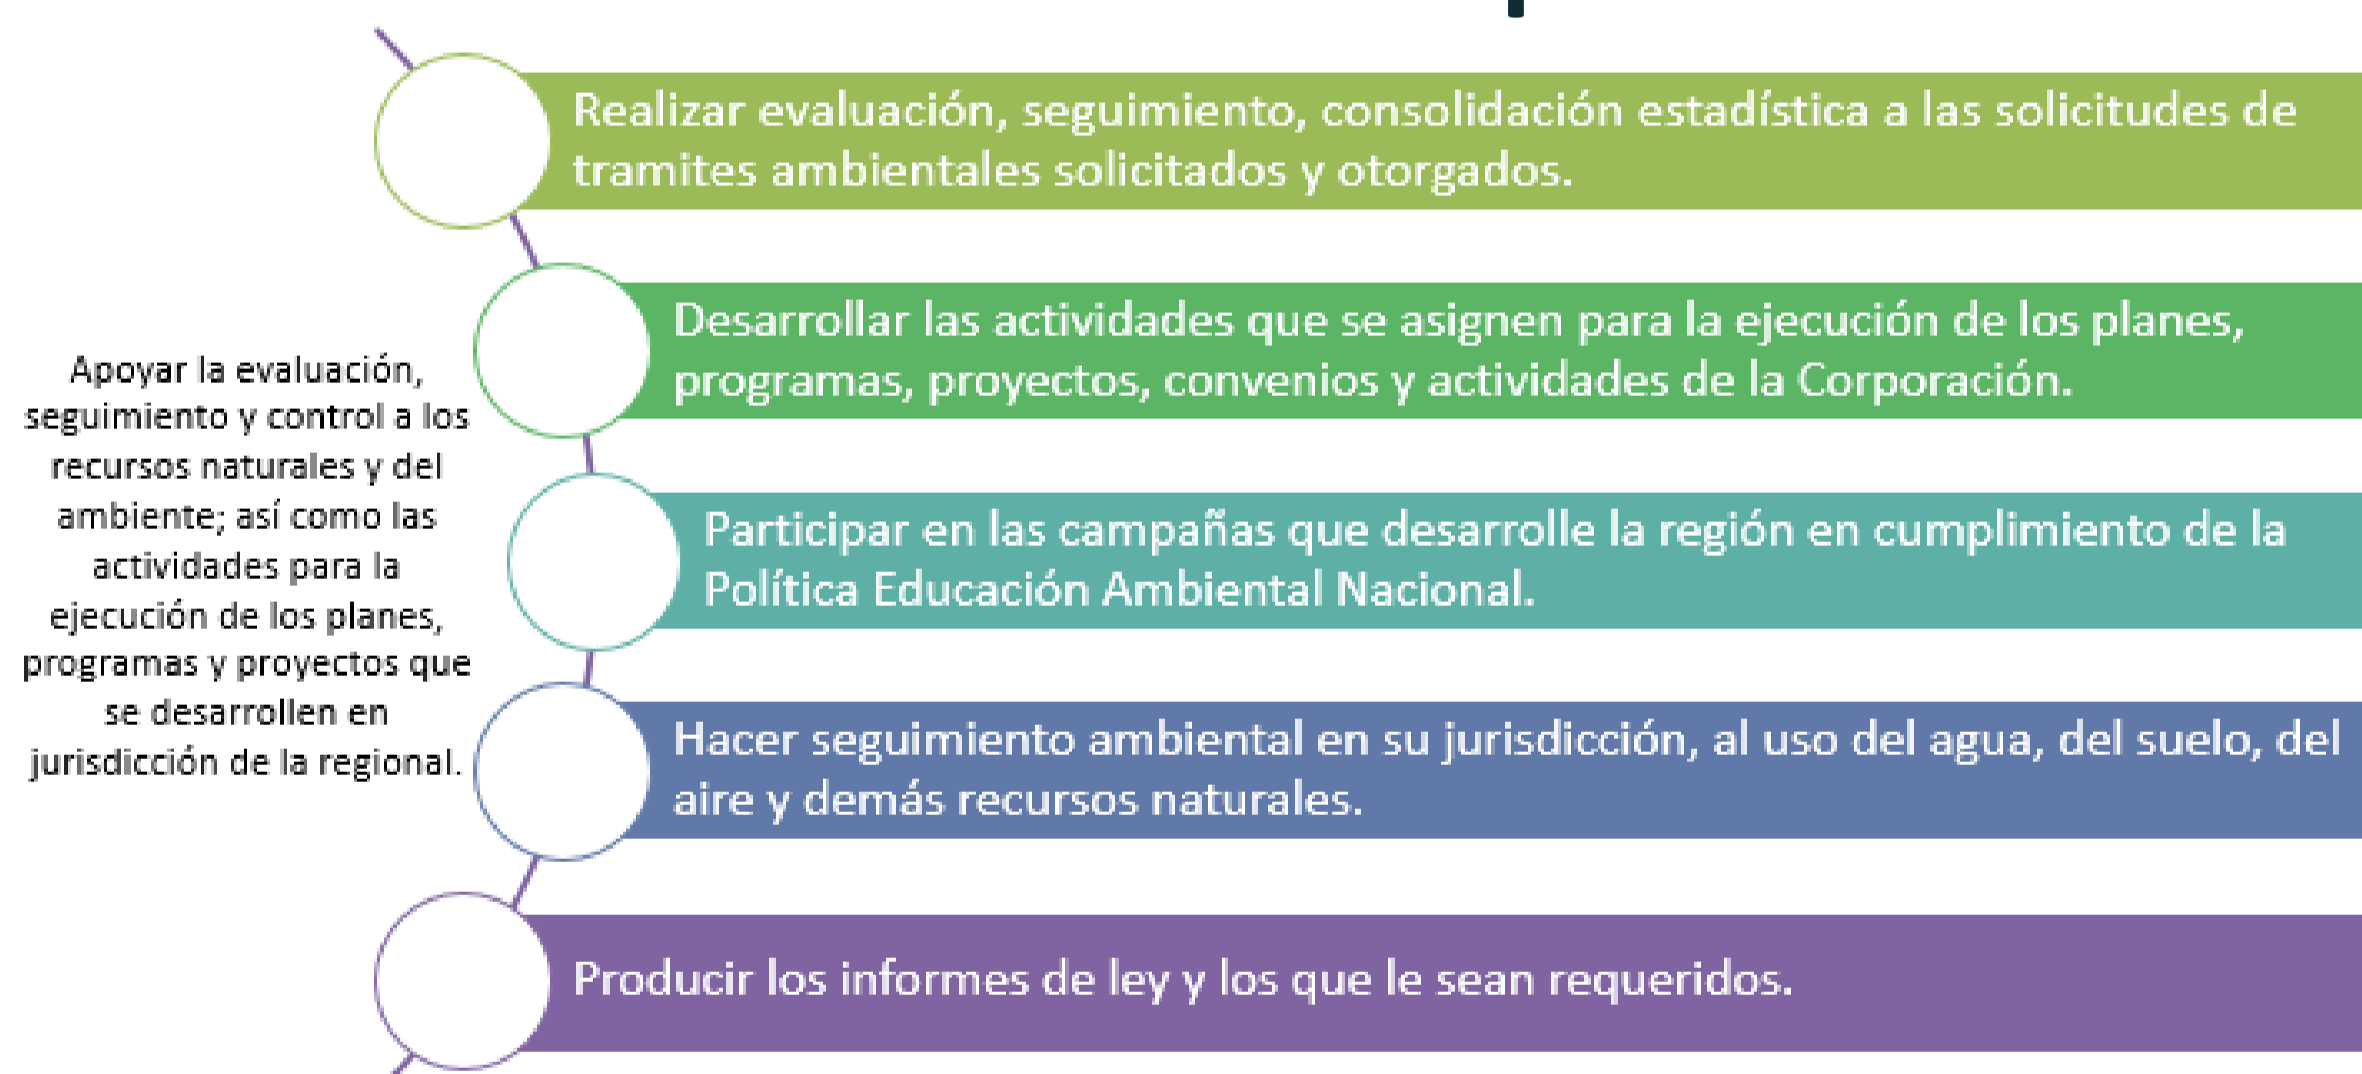 Apoyar la evaluación,
seguimiento y control a los
recursos naturales y del
ambiente; así como las
actividades para la
ejecución de los planes,
programas y proyectos que
se desarrollen en
jurisdicción de la regional.
Realizar evaluación, seguimiento, consolidación estadística a las solicitudes de
tramites ambientales solicitados y otorgados.
Desarrollar las actividades que se asignen para la ejecución de los planes,
programas, proyectos, convenios y actividades de la Corporación.
Participar en las campañas que desarrolle la región en cumplimiento de la
Política Educación Ambiental Nacional.
Hacer seguimiento ambiental en su jurisdicción, al uso del agua, del suelo, del
aire y demás recursos naturales.
Producir los informes de ley y los que le sean requeridos.